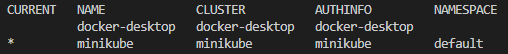 CURRENT   NAME             CLUSTER          AUTHINFO         NAMESPACE
          docker-desktop   docker-desktop   docker-desktop
*         minikube         minikube         minikube         default